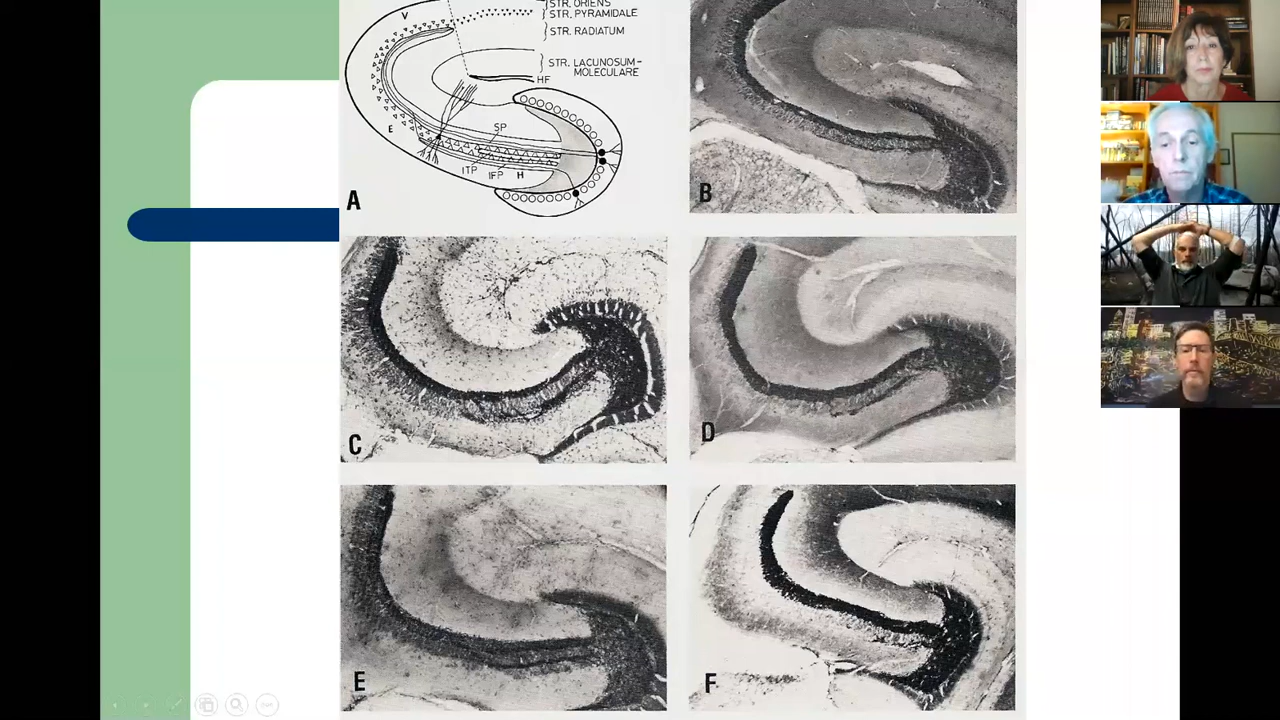 STR. ORIENS
V
STR. PYRAMIDALE
STR. RADIATUM
STR. LACUNOSUM-
MOLECULARE
HF
E
SP
ITP
IFP
H
A
B
C
D
E
F